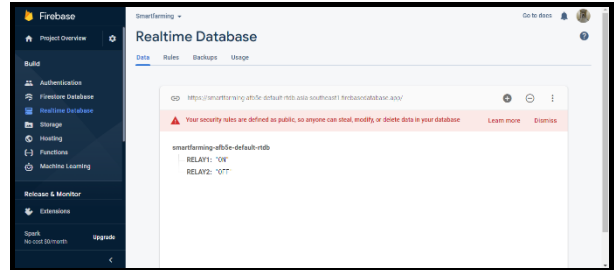 Firebase
Project Overview
Build
Authentication
Firestore Database
Realtime Database
Storage
Hosting
Functions
Machine Learning
Release & Monitor
Extensions
Spark
No cost $0/month
Upgrade
Smartfarming
Go to docs
Realtime Database
Data Rules Backups Usage
https://smartfarming-afb5e-default-rtdb.asia-southeast1.firebasedatabase.app/
Your security rules are defined as public, so anyone can steal, modify, or delete data in your database
Learn more Dismiss
smartfarming-afb5e-default-rtdb
RELAY1: "ON"
RELAY2: "OFF"